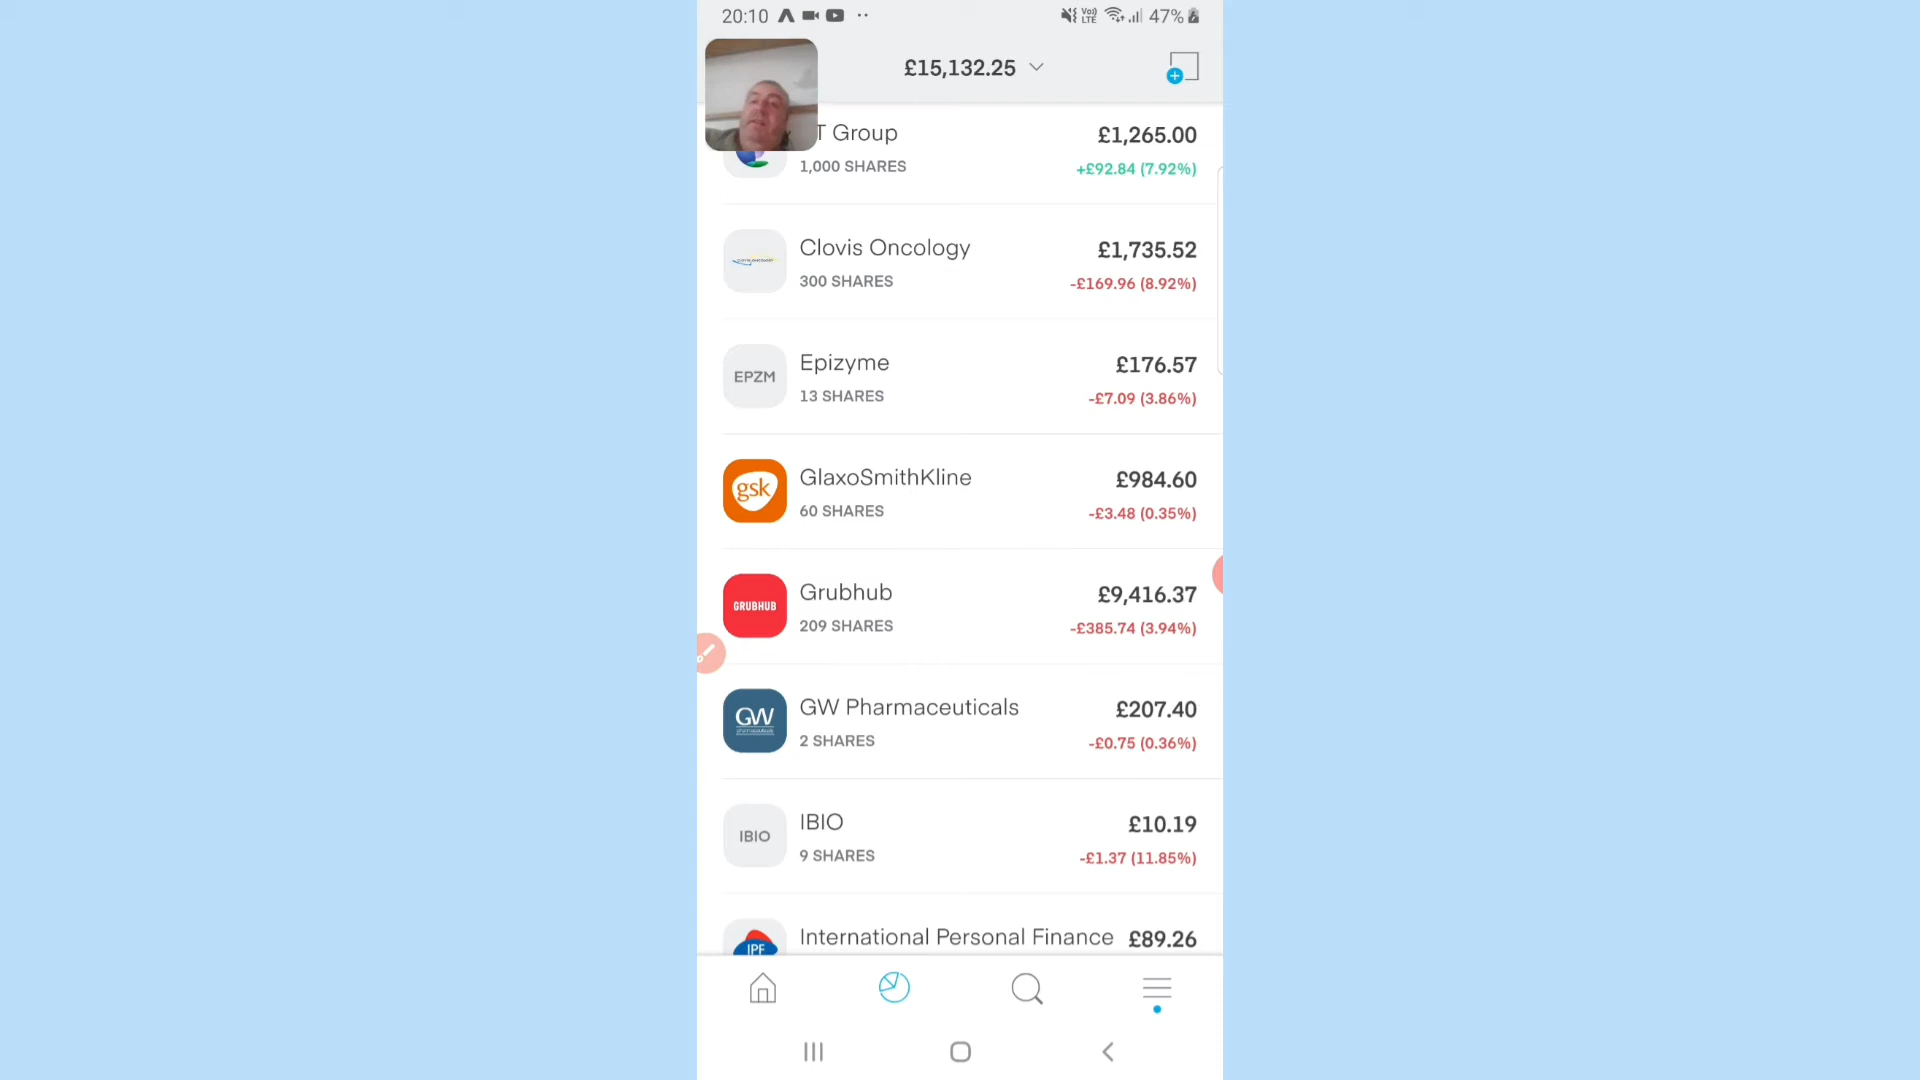 20:10
Vo))
LTE
47%
£15,132.25
T Group
£1,265.00
1,000 SHARES
+£92.84 (7.92%)
Clovis Oncology
£1,735.52
300 SHARES
-£169.96 (8.92%)
EPZM
Epizyme
£176.57
13 SHARES
-£7.09 (3.86%)
gsk
GlaxoSmithKline
£984.60
60 SHARES
-£3.48 (0.35%)
GRUBHUB
Grubhub
£9,416.37
209 SHARES
-£385.74 (3.94%)
GW
pharmaceuticals
GW Pharmaceuticals
£207.40
2 SHARES
-£0.75 (0.36%)
IBIO
IBIO
£10.19
9 SHARES
-£1.37 (11.85%)
IPF
International Personal Finance
£89.26